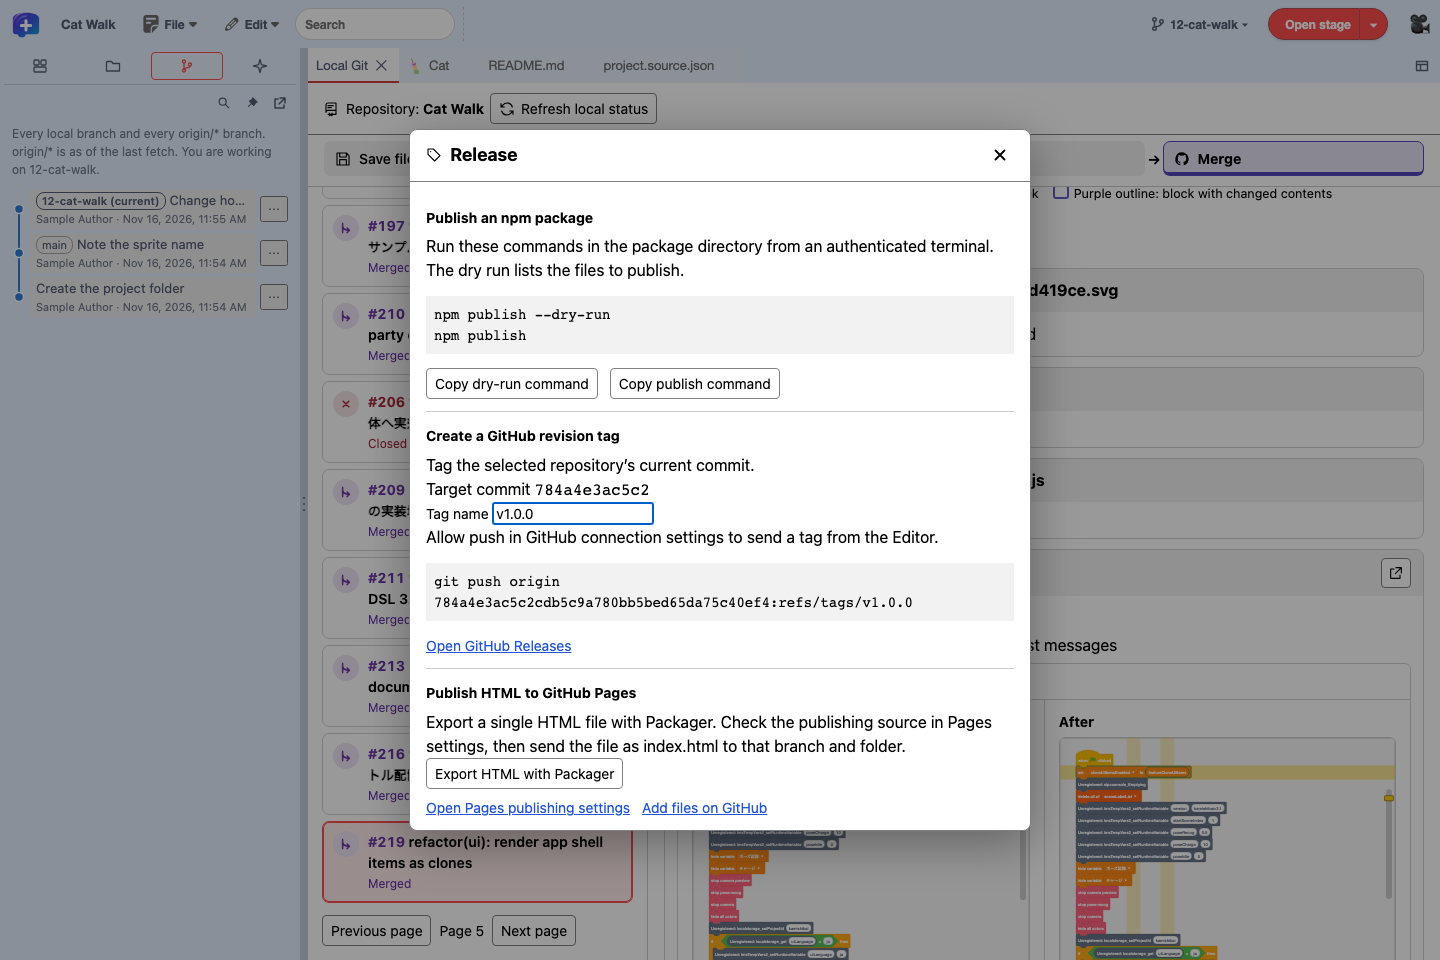 Cat Walk
File
Edit
Search
12-cat-walk
Open stage
Local Git
Cat
README.md
project.source.json
Repository: Cat Walk
Refresh local status
Every local branch and every origin/* branch.
origin/* is as of the last fetch. You are working
on 12-cat-walk.
12-cat-walk (current) Change ho...
Sample Author · Nov 16, 2026, 11:55 AM
main Note the sprite name
Sample Author · Nov 16, 2026, 11:54 AM
Create the project folder
Sample Author · Nov 16, 2026, 11:54 AM
Save
Merge
Purple outline: block with changed contents
#197
サンプ
Merged
#210
party
Merged
#206
体へ実
Closed
#209
の実装
Merged
#211
DSL 3
Merged
#213
docum
Merged
#216
トル配
Merged
#219 refactor(ui): render app shell
items as clones
Merged
Previous page
Page 5
Next page
d419ce.svg
js
st messages
After
Release
Publish an npm package
Run these commands in the package directory from an authenticated terminal.
The dry run lists the files to publish.
npm publish --dry-run
npm publish
Copy dry-run command
Copy publish command
Create a GitHub revision tag
Tag the selected repository's current commit.
Target commit 784a4e3ac5c2
Tag name v1.0.0
Allow push in GitHub connection settings to send a tag from the Editor.
git push origin
784a4e3ac5c2cdb5c9a780bb5bed65da75c40ef4:refs/tags/v1.0.0
Open GitHub Releases
Publish HTML to GitHub Pages
Export a single HTML file with Packager. Check the publishing source in Pages
settings, then send the file as index.html to that branch and folder.
Export HTML with Packager
Open Pages publishing settings
Add files on GitHub